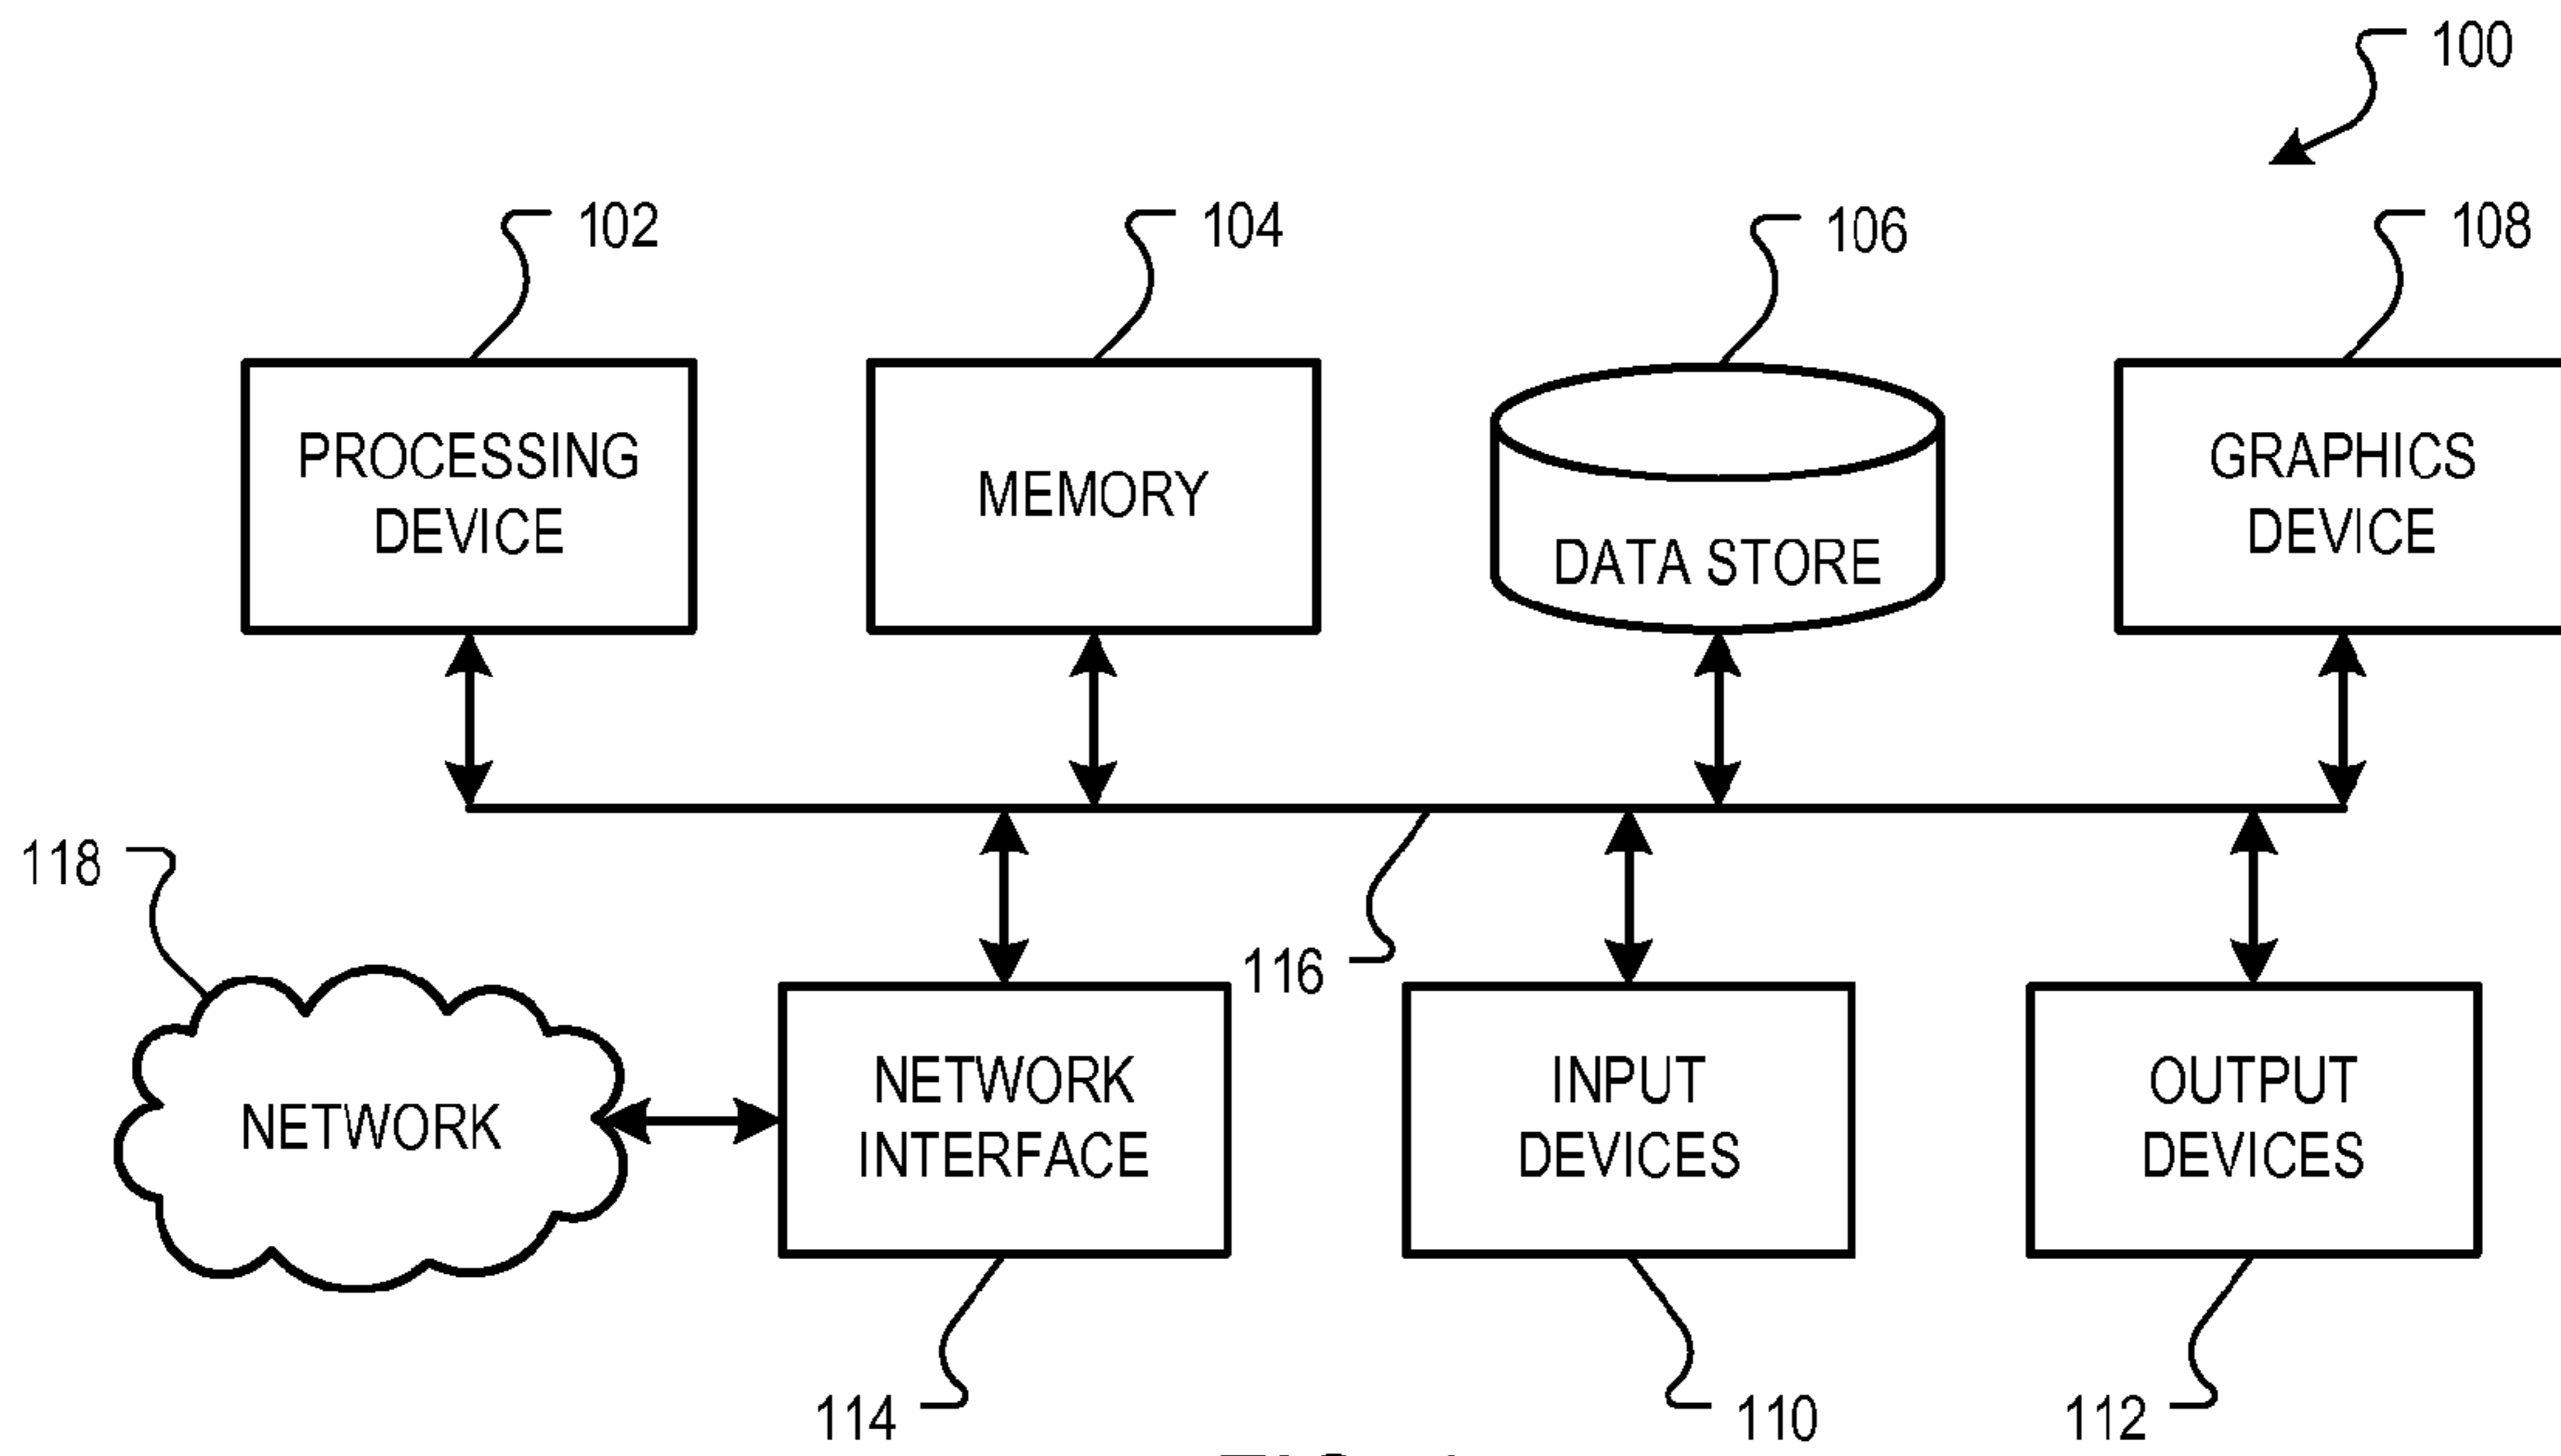 100
102
104
106
108
PROCESSING
DEVICE
MEMORY
DATA STORE
GRAPHICS
DEVICE
118
116
NETWORK
NETWORK
INTERFACE
INPUT
DEVICES
OUTPUT
DEVICES
114
110
112